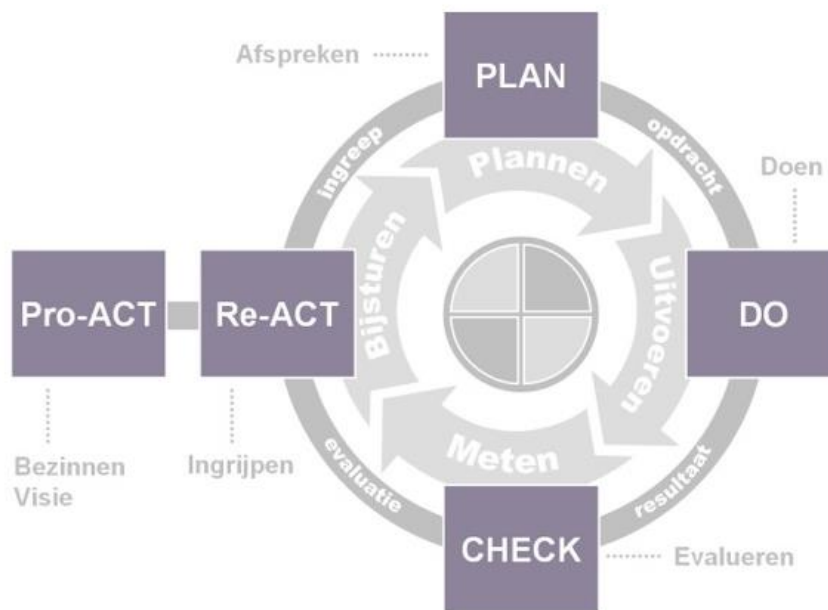 Afspreken
PLAN
ingreep
Plannen
opdracht
Doen
Pro-ACT
Re-ACT
Bijsturen
Uitvoeren
DO
Bezinnen
Visie
Ingrijpen
evaluatie
Meten
resultaat
CHECK
Evalueren